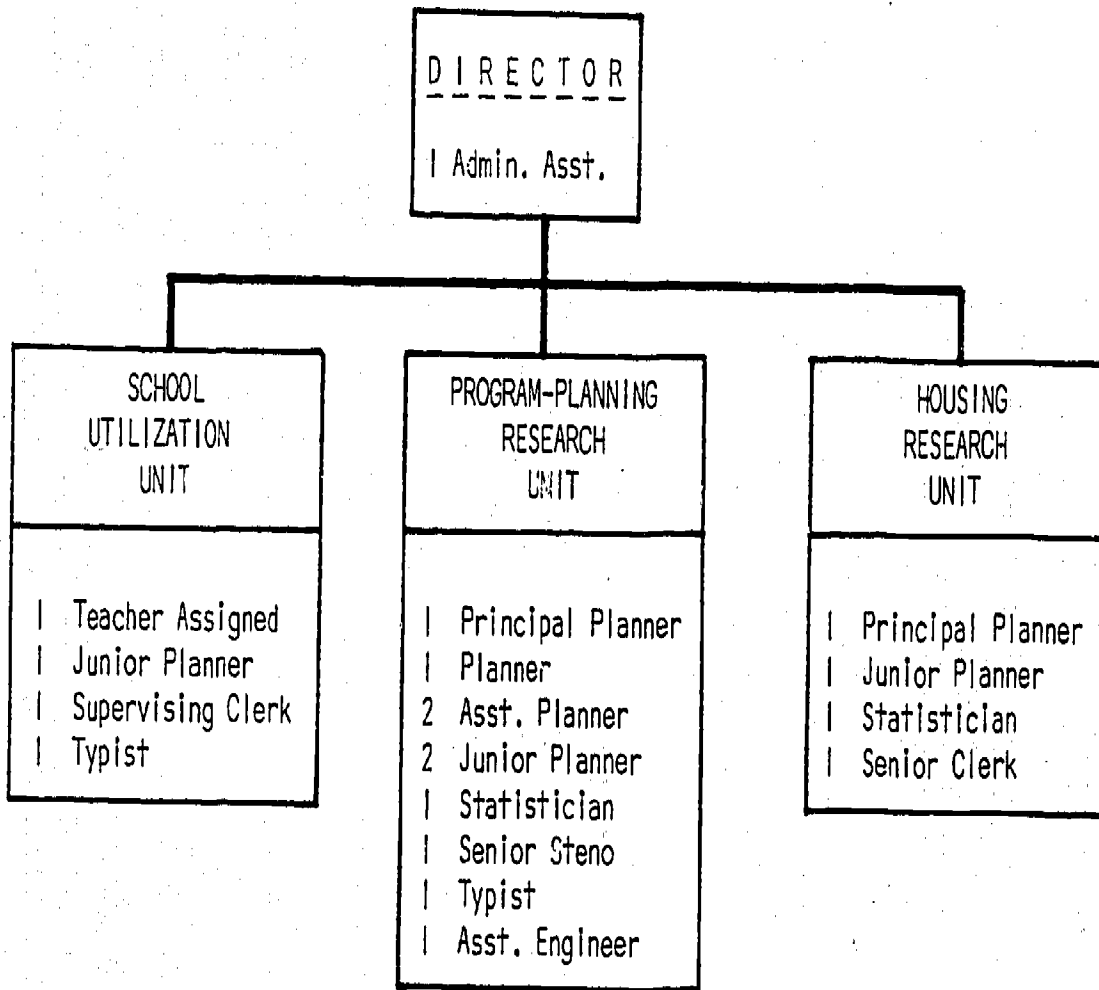 DIRECTOR
1 Admin. Asst.
SCHOOL
UTILIZATION
UNIT
1 Teacher Assigned
1 Junior Planner
1 Supervising Clerk
1 Typist
PROGRAM-PLANNING
RESEARCH
UNIT
1 Principal Planner
1 Planner
2 Asst. Planner
2 Junior Planner
1 Statistician
1 Senior Steno
1 Typist
1 Asst. Engineer
HOUSING
RESEARCH
UNIT
1 Principal Planner
1 Junior Planner
1 Statistician
1 Senior Clerk